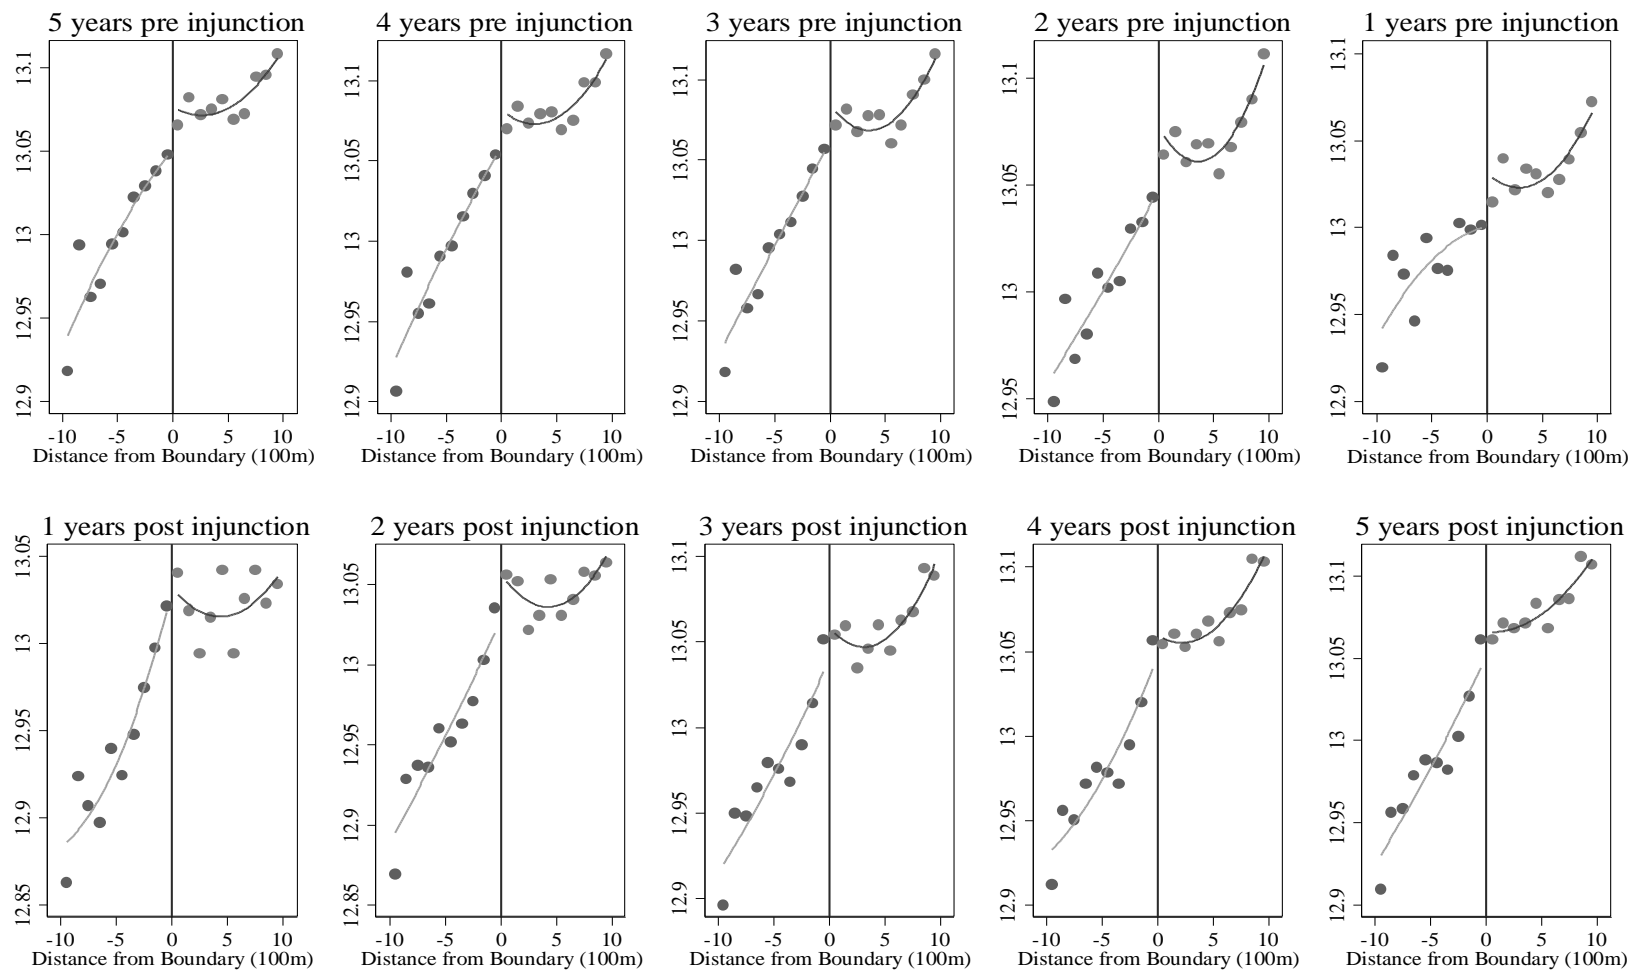 5 years pre injunction
13.1
13.05
13
12.95
12.9
-10 -5 0 5 10
Distance from Boundary (100m)
4 years pre injunction
13.1
13.05
13
12.95
12.9
-10 -5 0 5 10
Distance from Boundary (100m)
3 years pre injunction
13.1
13.05
13
12.95
12.9
-10 -5 0 5 10
Distance from Boundary (100m)
2 years pre injunction
13.1
13.05
13
12.95
-10 -5 0 5 10
Distance from Boundary (100m)
1 years pre injunction
13.1
13.05
13
12.95
12.9
-10 -5 0 5 10
Distance from Boundary (100m)
1 years post injunction
13.05
13
12.95
12.9
12.85
-10 -5 0 5 10
Distance from Boundary (100m)
2 years post injunction
13.05
13
12.95
12.9
12.85
-10 -5 0 5 10
Distance from Boundary (100m)
3 years post injunction
13.1
13.05
13
12.95
12.9
-10 -5 0 5 10
Distance from Boundary (100m)
4 years post injunction
13.1
13.05
13
12.95
12.9
-10 -5 0 5 10
Distance from Boundary (100m)
5 years post injunction
13.1
13.05
13
12.95
12.9
-10 -5 0 5 10
Distance from Boundary (100m)